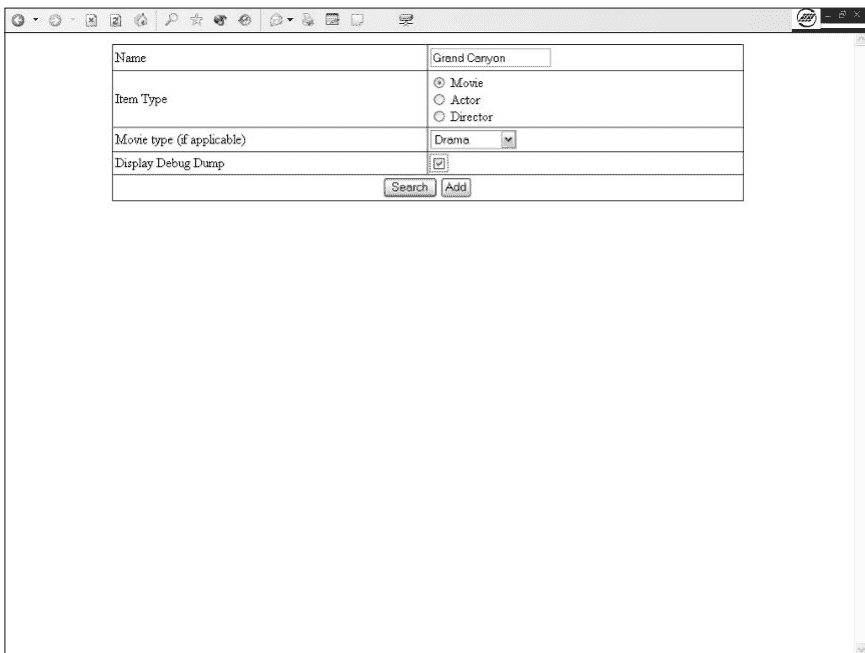 Name
Grand Canyon
Item Type
Movie
Actor
Director
Movie type (if applicable)
Drama
Display Debug Dump
Search
Add